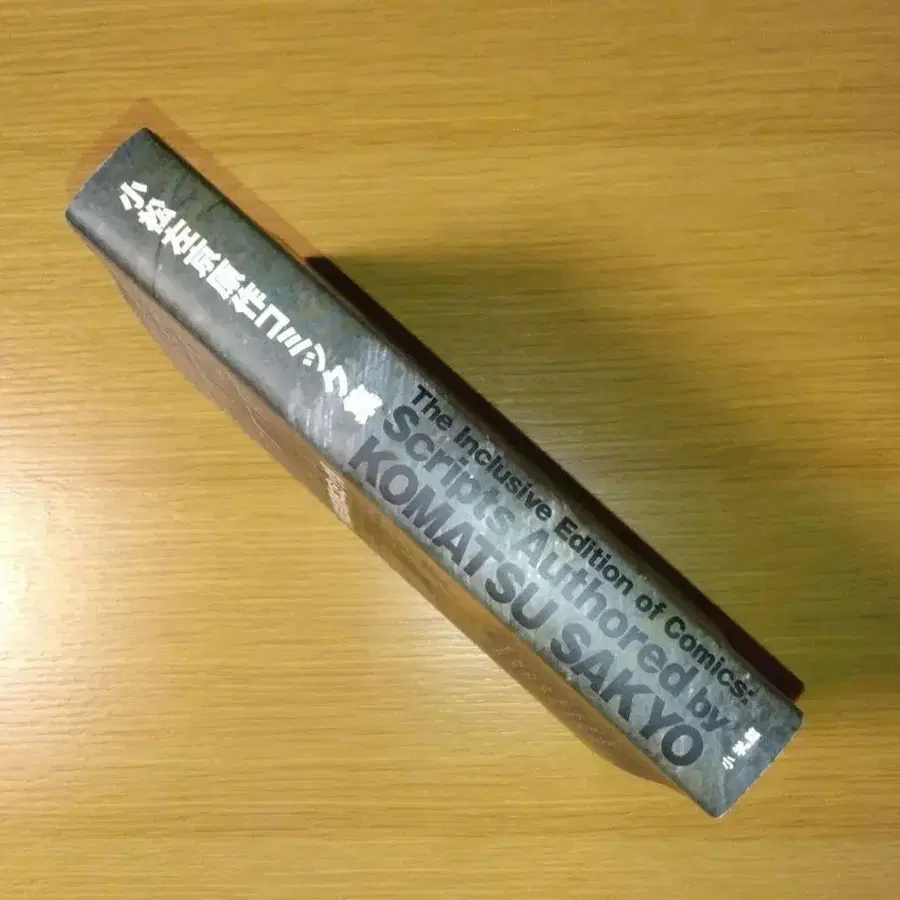 小松左京原作コミック集
The Inclusive Edition of Comics:
Scripts Authored by
KOMATSU SAKYO
小学館